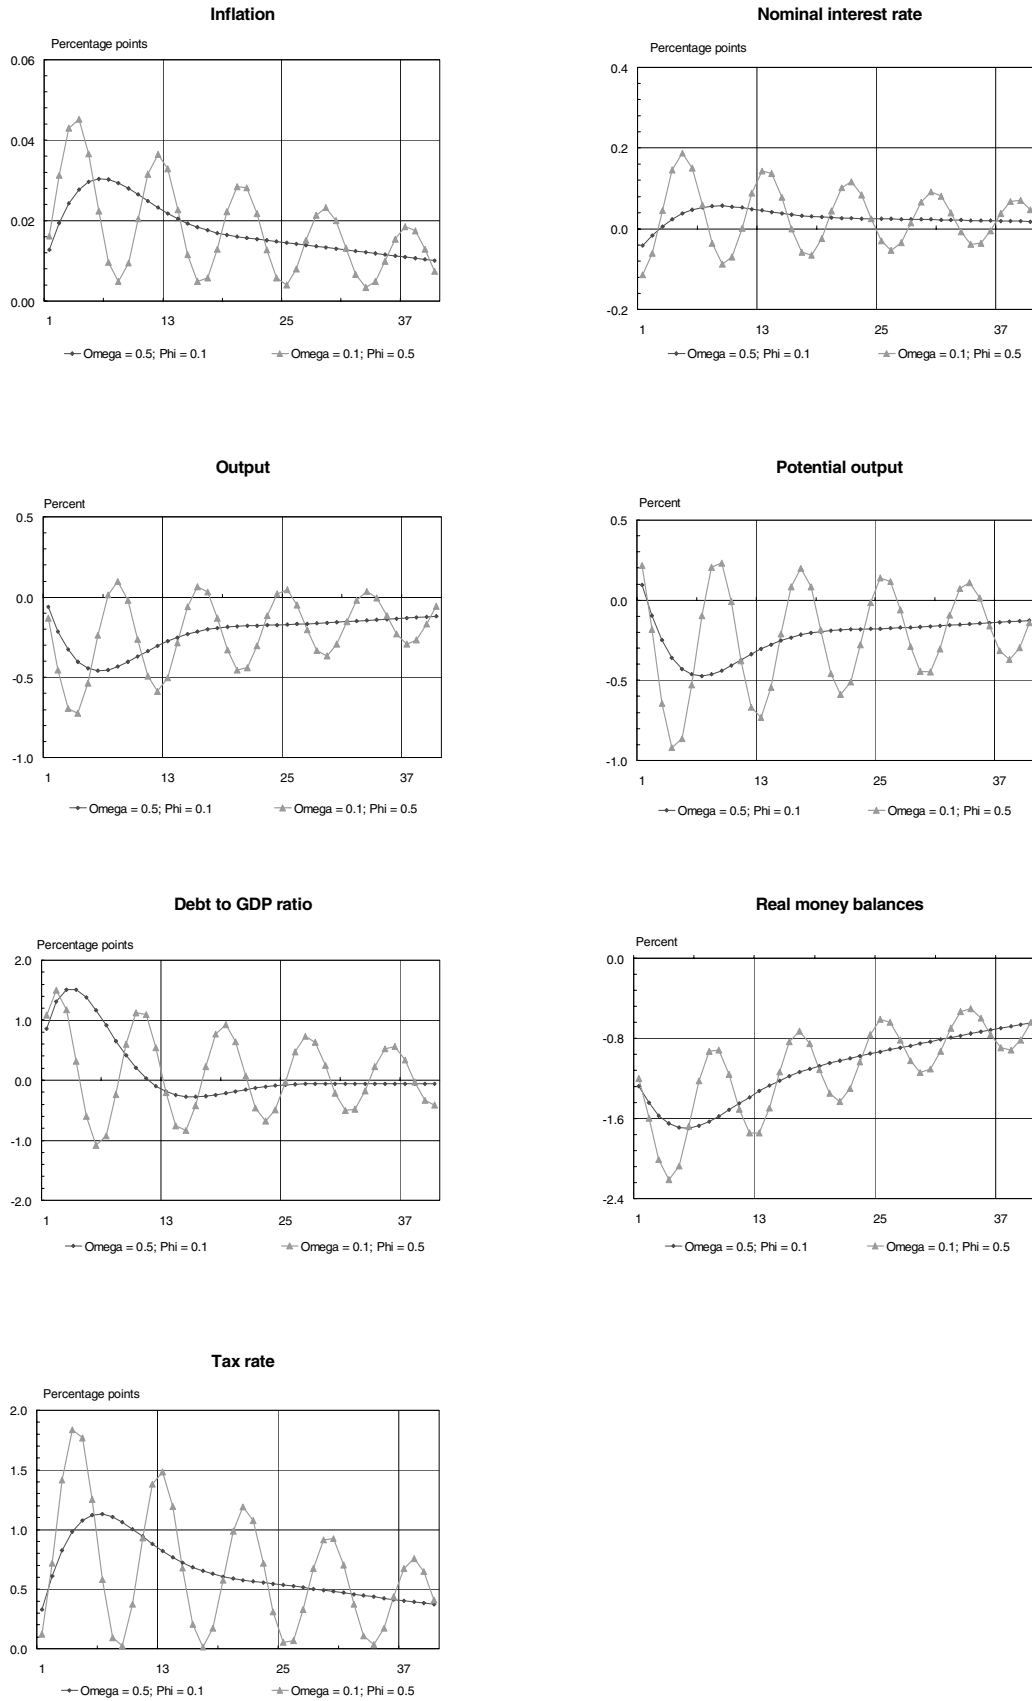 Inflation
Percentage points
0.06
0.04
0.02
0.00
1 13 25 37
Omega = 0.5; Phi = 0.1 Omega = 0.1; Phi = 0.5
Nominal interest rate
Percentage points
0.4
0.2
0.0
-0.2
1 13 25 37
Omega = 0.5; Phi = 0.1 Omega = 0.1; Phi = 0.5
Output
Percent
0.5
0.0
-0.5
-1.0
1 13 25 37
Omega = 0.5; Phi = 0.1 Omega = 0.1; Phi = 0.5
Potential output
Percent
0.5
0.0
-0.5
-1.0
1 13 25 37
Omega = 0.5; Phi = 0.1 Omega = 0.1; Phi = 0.5
Debt to GDP ratio
Percentage points
2.0
1.0
0.0
-1.0
-2.0
1 13 25 37
Omega = 0.5; Phi = 0.1 Omega = 0.1; Phi = 0.5
Real money balances
Percent
0.0
-0.8
-1.6
-2.4
1 13 25 37
Omega = 0.5; Phi = 0.1 Omega = 0.1; Phi = 0.5
Tax rate
Percentage points
2.0
1.5
1.0
0.5
0.0
1 13 25 37
Omega = 0.5; Phi = 0.1 Omega = 0.1; Phi = 0.5